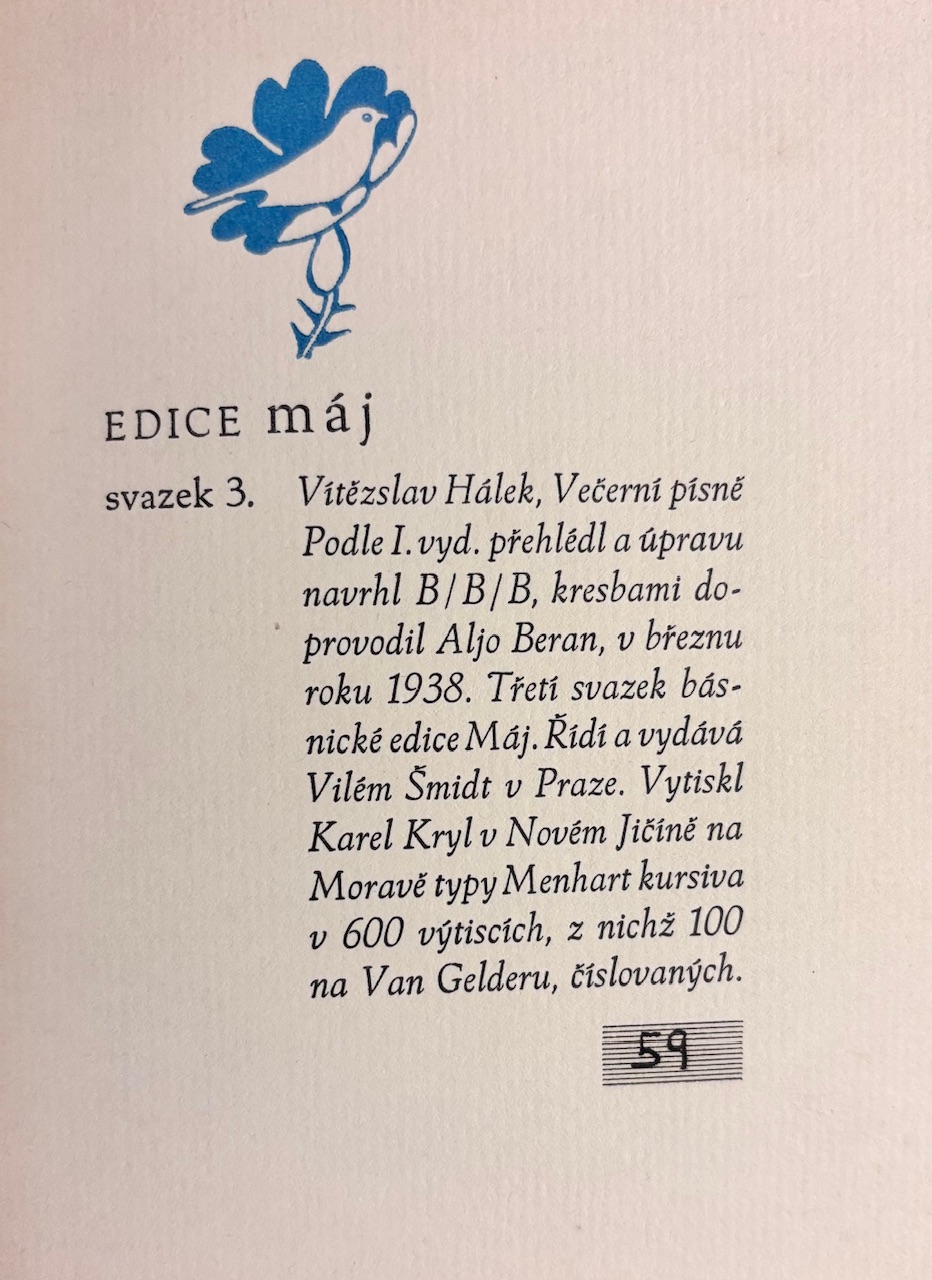 EDICE máj
svazek 3. Vítězslav Hálek, Večerní písně
Podle I. vyd. přehlédl a úpravu
navrhl B/B/B, kresbami do-
provodil Aljo Beran, v březnu
roku 1938. Třetí svazek bás-
nické edice Máj. Řídí a vydává
Vilém Šmidt v Praze. Vytiskl
Karel Kryl v Novém Jičíně na
Moravě typy Menhart kursiva
v 600 výtiscích, z nichž 100
na Van Gelderu, číslovaných.
59